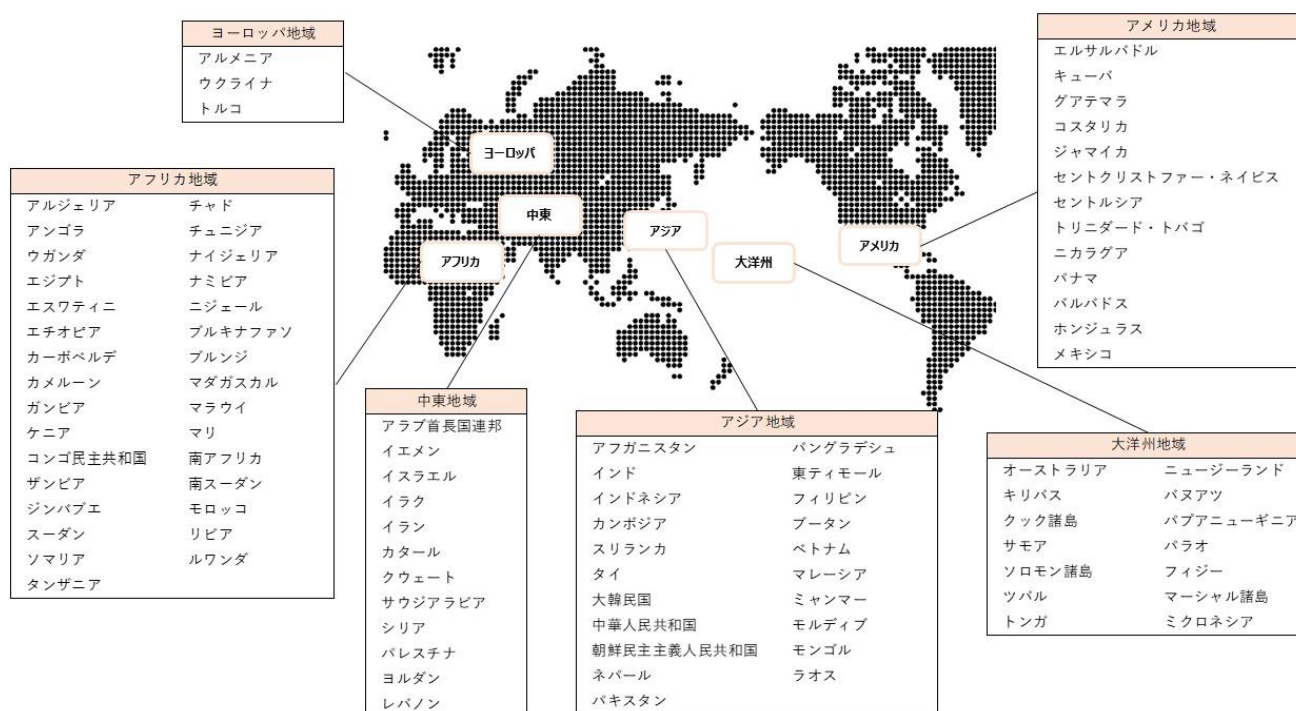 ヨーロッパ地域
アルメニア
ウクライナ
トルコ
アメリカ地域
エルサルバドル
キューバ
グアテマラ
コスタリカ
ジャマイカ
セントクリストファー・ネイビス
セントルシア
トリニダード・トバゴ
ニカラグア
パナマ
バルバドス
ホンジュラス
メキシコ
ヨーロッパ
中東
アジア
アフリカ
大洋州
アメリカ
アフリカ地域
アルジェリア
アンゴラ
ウガンダ
エジプト
エスワティニ
エチオピア
カーボベルデ
カメルーン
ガンビア
ケニア
コンゴ民主共和国
ザンビア
ジンバブエ
スーダン
ソマリア
タンザニア
チャド
チュニジア
ナイジェリア
ナミビア
ニジェール
ブルキナファソ
ブルンジ
マダガスカル
マラウイ
マリ
南アフリカ
南スーダン
モロッコ
リビア
ルワンダ
中東地域
アラブ首長国連邦
イエメン
イスラエル
イラク
イラン
カタール
クウェート
サウジアラビア
シリア
パレスチナ
ヨルダン
レバノン
アジア地域
アフガニスタン
インド
インドネシア
カンボジア
スリランカ
タイ
大韓民国
中華人民共和国
朝鮮民主主義人民共和国
ネパール
パキスタン
バングラデシュ
東ティモール
フィリピン
ブータン
ベトナム
マレーシア
ミャンマー
モルディブ
モンゴル
ラオス
大洋州地域
オーストラリア
キリバス
クック諸島
サモア
ソロモン諸島
ツバル
トンガ
ニュージーランド
バヌアツ
パプアニューギニア
パラオ
フィジー
マーシャル諸島
ミクロネシア